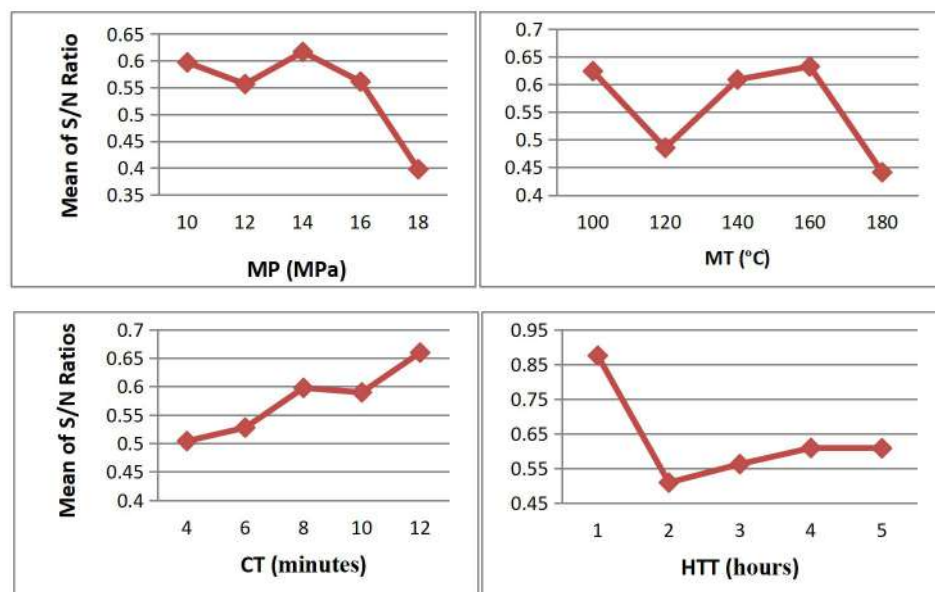 Mean of S/N Ratio
0.65
0.6
0.55
0.5
0.45
0.4
0.35
10 12 14 16 18
MP (MPa)
0.7
0.65
0.6
0.55
0.5
0.45
0.4
100 120 140 160 180
MT (°C)
Mean of S/N Ratios
0.7
0.65
0.6
0.55
0.5
0.45
0.4
4 6 8 10 12
CT (minutes)
0.95
0.85
0.75
0.65
0.55
0.45
1 2 3 4 5
HTT (hours)